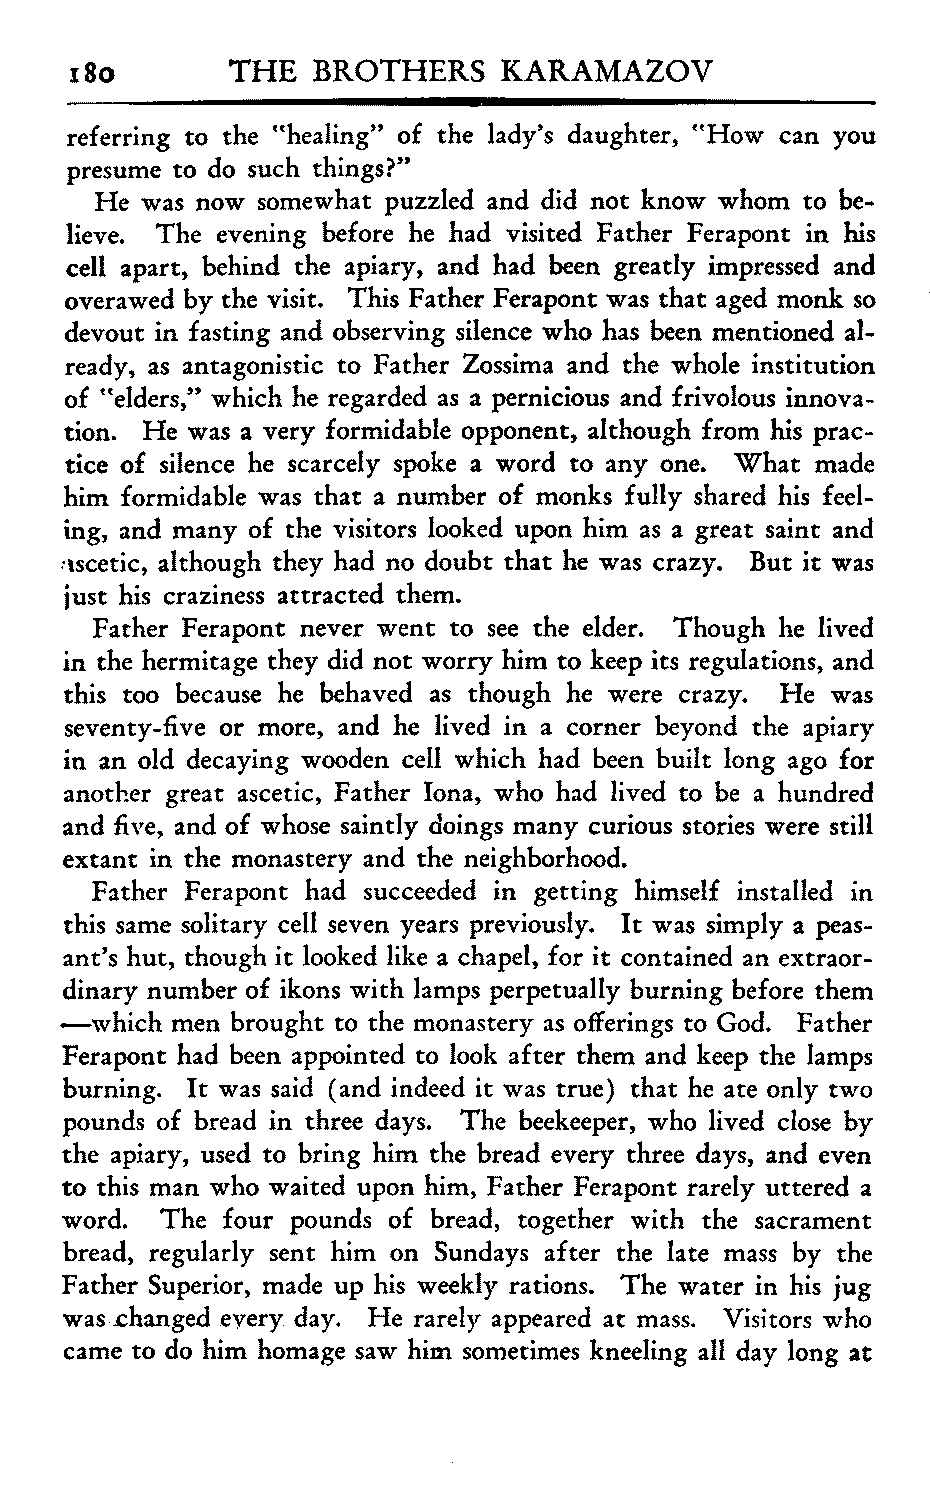 180 THE BROTHERS KARAMAZOV
referring to the "healing" of the lady's daughter, "How can you
presume to do such things?"
He was now somewhat puzzled and did not know whom to be-
lieve. The evening before he had visited Father Ferapont in his
cell apart, behind the apiary, and had been greatly impressed and
overawed by the visit. This Father Ferapont was that aged monk so
devout in fasting and observing silence who has been mentioned al-
ready, as antagonistic to Father Zossima and the whole institution
of "elders," which he regarded as a pernicious and frivolous innova-
tion. He was a very formidable opponent, although from his prac-
tice of silence he scarcely spoke a word to any one. What made
him formidable was that a number of monks fully shared his feel-
ing, and many of the visitors looked upon him as a great saint and
ascetic, although they had no doubt that he was crazy. But it was
just his craziness attracted them.
Father Ferapont never went to see the elder. Though he lived
in the hermitage they did not worry him to keep its regulations, and
this too because he behaved as though he were crazy. He was
seventy-five or more, and he lived in a corner beyond the apiary
in an old decaying wooden cell which had been built long ago for
another great ascetic, Father Iona, who had lived to be a hundred
and five, and of whose saintly doings many curious stories were still
extant in the monastery and the neighborhood.
Father Ferapont had succeeded in getting himself installed in
this same solitary cell seven years previously. It was simply a peas-
ant's hut, though it looked like a chapel, for it contained an extraor-
dinary number of ikons with lamps perpetually burning before them
—which men brought to the monastery as offerings to God. Father
Ferapont had been appointed to look after them and keep the lamps
burning. It was said (and indeed it was true) that he ate only two
pounds of bread in three days. The beekeeper, who lived close by
the apiary, used to bring him the bread every three days, and even
to this man who waited upon him, Father Ferapont rarely uttered a
word. The four pounds of bread, together with the sacrament
bread, regularly sent him on Sundays after the late mass by the
Father Superior, made up his weekly rations. The water in his jug
was changed every day. He rarely appeared at mass. Visitors who
came to do him homage saw him sometimes kneeling all day long at